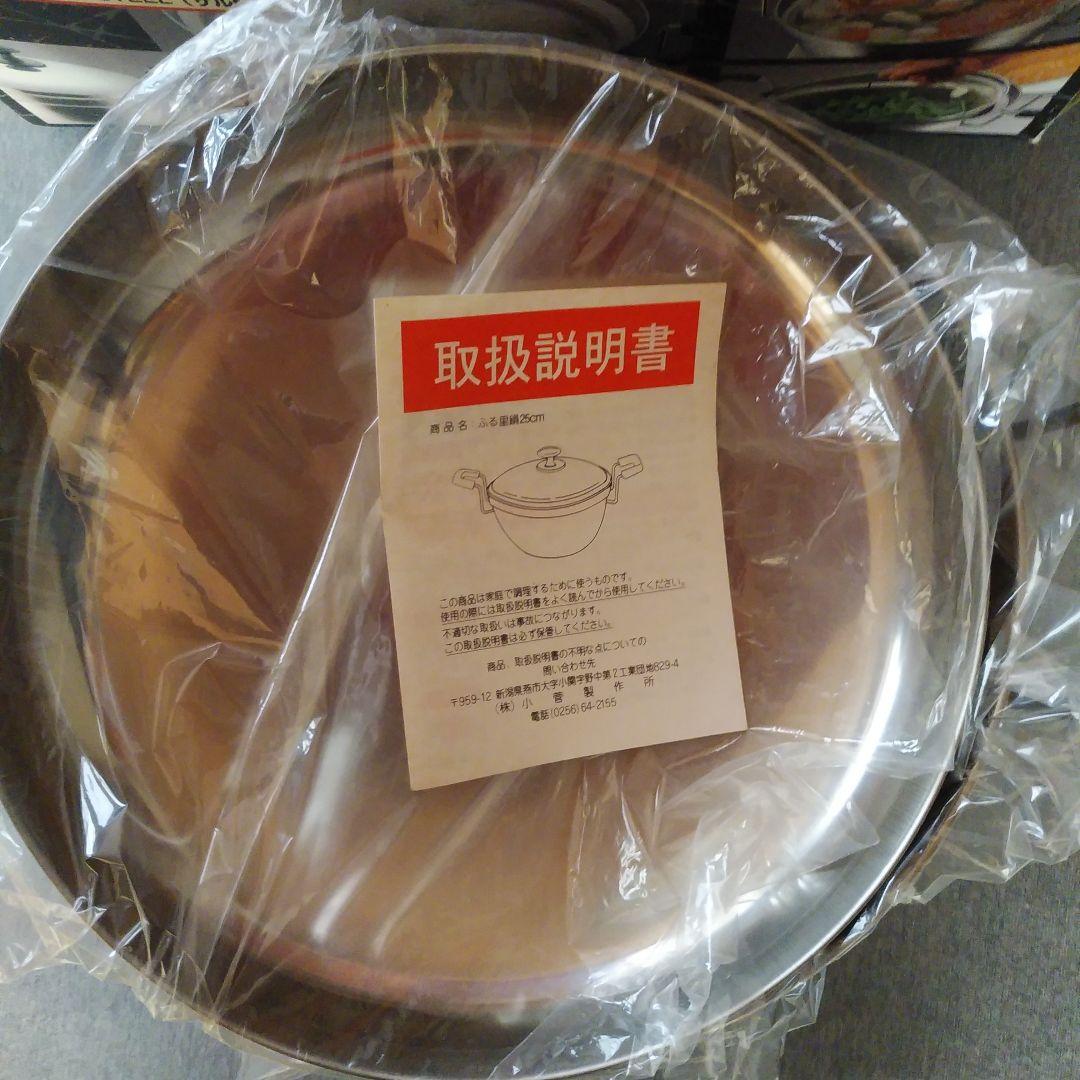 取扱説明書
商品名：ふる里鍋25cm
この商品は家庭で調理するために使うものです。
使用の際には取扱説明書をよく読んでから使用してください。
不適切な取扱いは事故につながります。
この取扱説明書は必ず保管してください。
商品、取扱説明書の不明な点についての
問い合わせ先
〒959-12 新潟県燕市大字小関字野中第2工業団地829-4
(株) 小菅製作所
電話(0256)64-2155